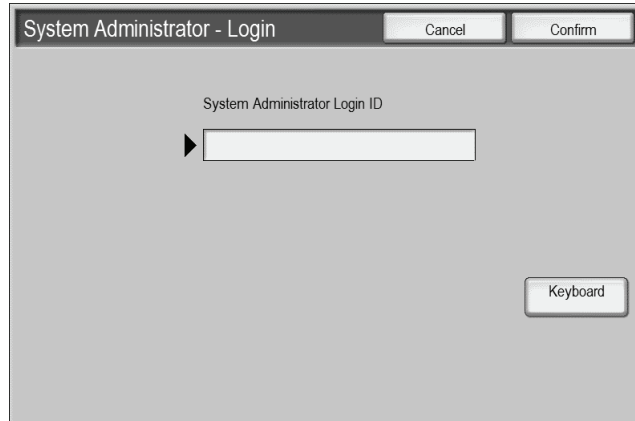 System Administrator - Login
Cancel
Confirm
System Administrator Login ID
Keyboard